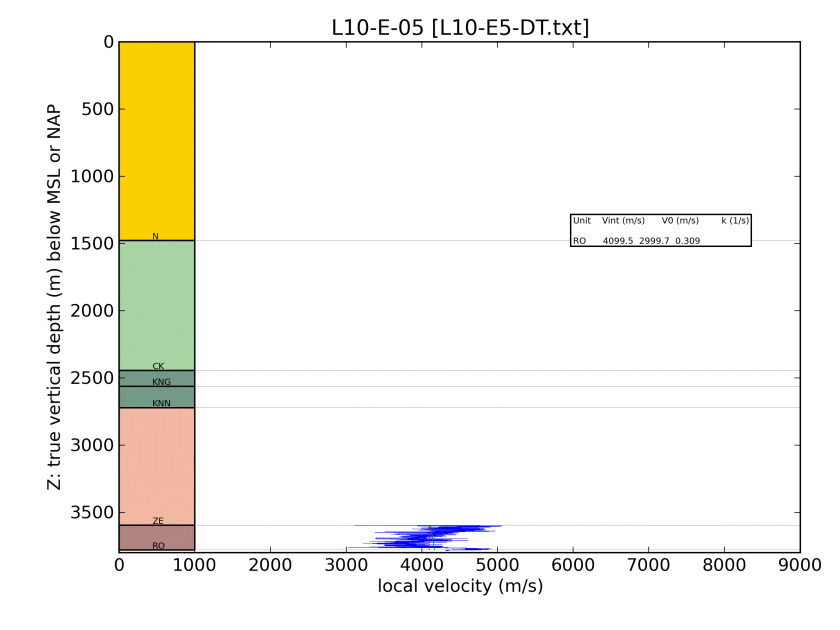 L10-E-05 [L10-E5-DT.txt]
0
500
1000
1500
2000
2500
3000
3500
Z: true vertical depth (m) below MSL or NAP
N
CK
KNG
KNN
ZE
RO
Unit Vint (m/s) V0 (m/s) k (1/s)
RO 4099.5 2999.7 0.309
0 1000 2000 3000 4000 5000 6000 7000 8000 9000
local velocity (m/s)